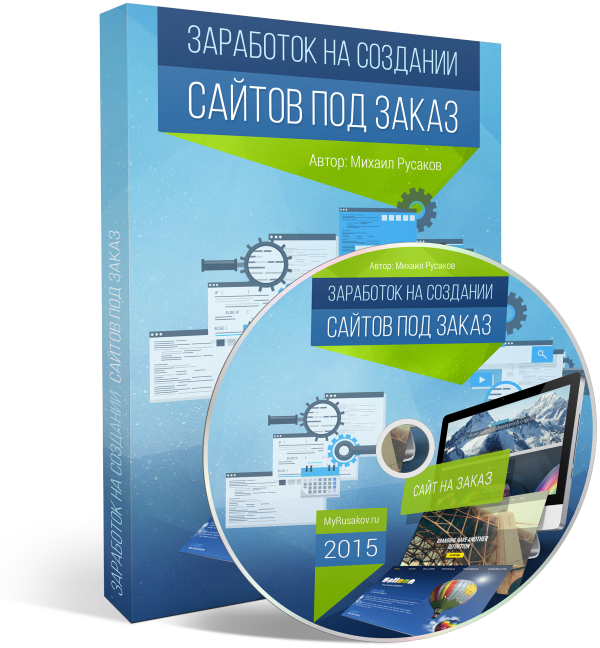 ЗАРАБОТОК НА СОЗДАНИИ
САЙТОВ ПОД ЗАКАЗ
Автор: Михаил Русаков
ЗАРАБОТОК НА СОЗДАНИИ САЙТОВ ПОД ЗАКАЗ
Автор: Михаил Русаков
ЗАРАБОТОК НА СОЗДАНИИ
САЙТОВ ПОД ЗАКАЗ
САЙТ НА ЗАКАЗ
MyRusakov.ru
2015
Balloon